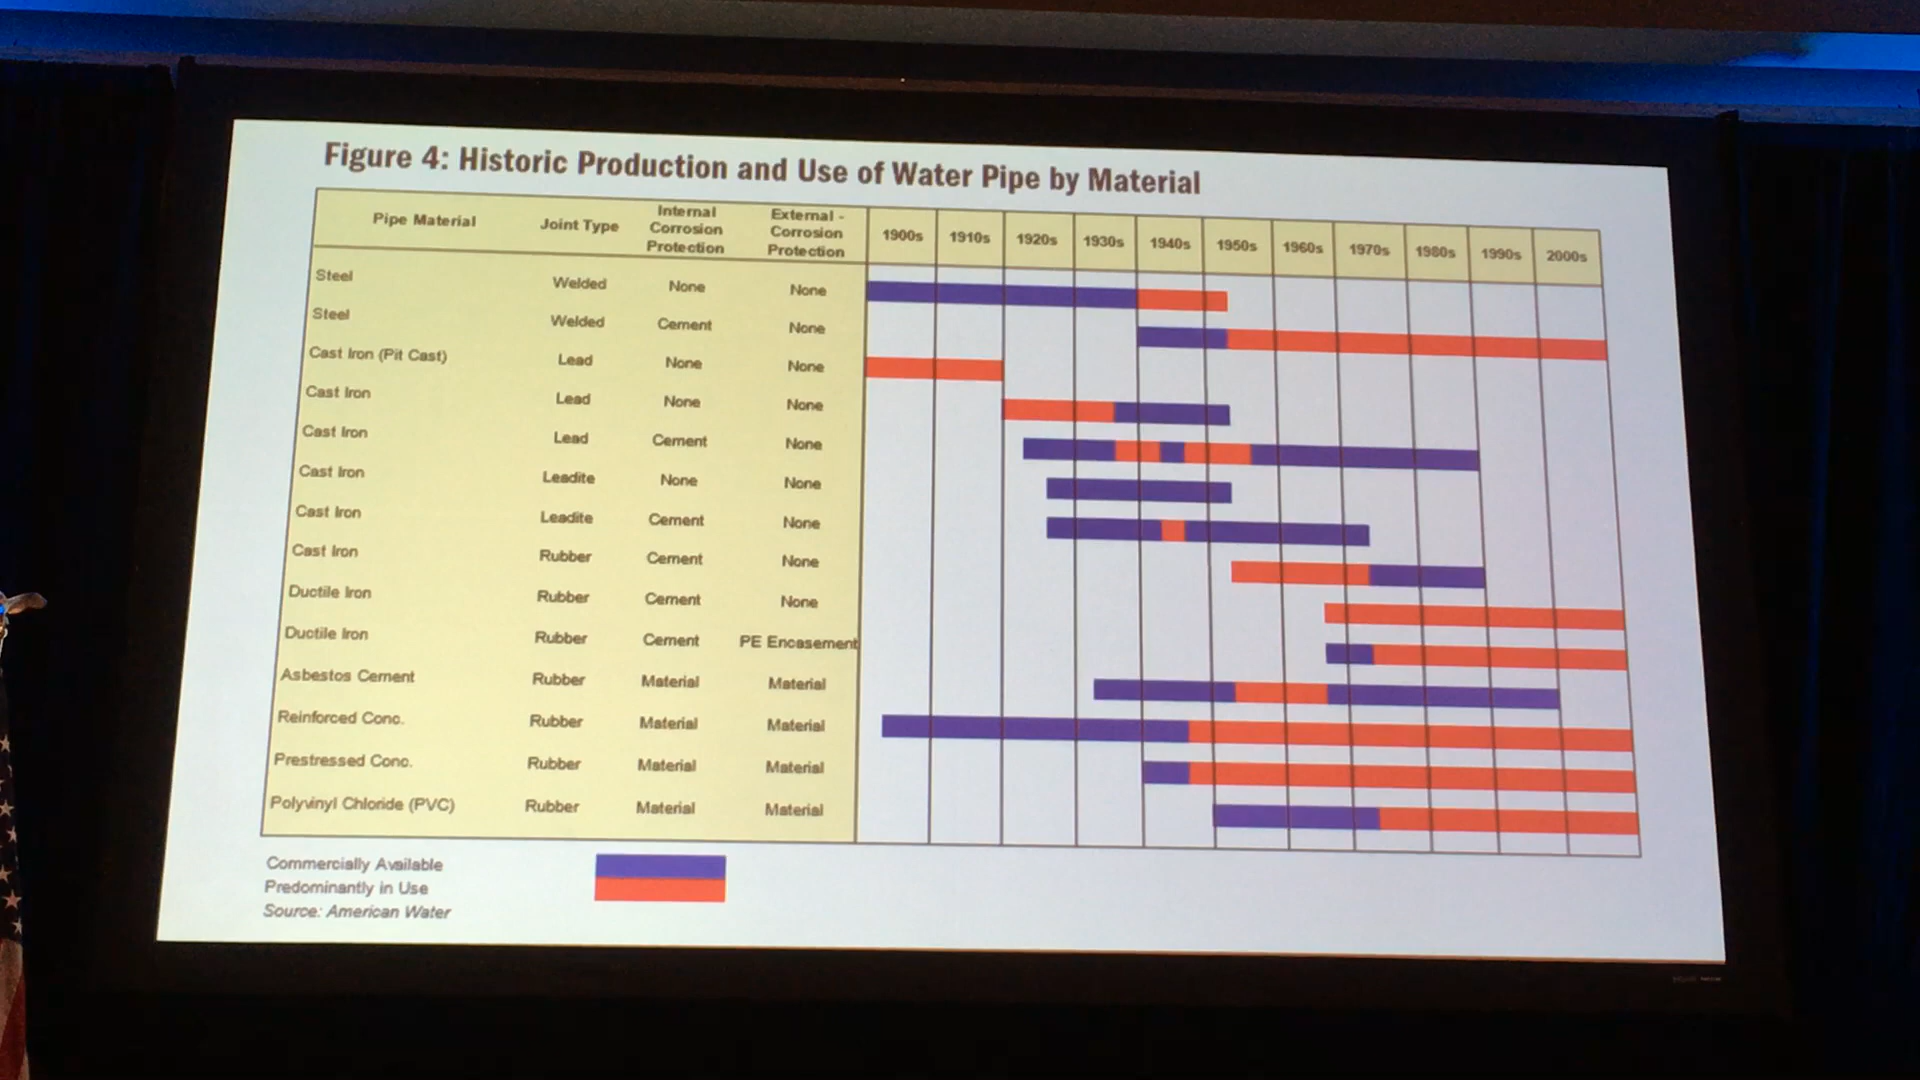 Figure 4: Historic Production and Use of Water Pipe by Material
Pipe Material Joint Type Internal Corrosion Protection External - Corrosion Protection 1900s 1910s 1920s 1930s 1940s 1950s 1960s 1970s 1980s 1990s 2000s
Steel Welded None None
Steel Welded Cement None
Cast Iron (Pit Cast) Lead None None
Cast Iron Lead None None
Cast Iron Lead Cement None
Cast Iron Leadite None None
Cast Iron Leadite Cement None
Cast Iron Rubber Cement None
Ductile Iron Rubber Cement None
Ductile Iron Rubber Cement PE Encasement
Asbestos Cement Rubber Material Material
Reinforced Conc. Rubber Material Material
Prestressed Conc. Rubber Material Material
Polyvinyl Chloride (PVC) Rubber Material Material
Commercially Available
Predominantly in Use
Source: American Water